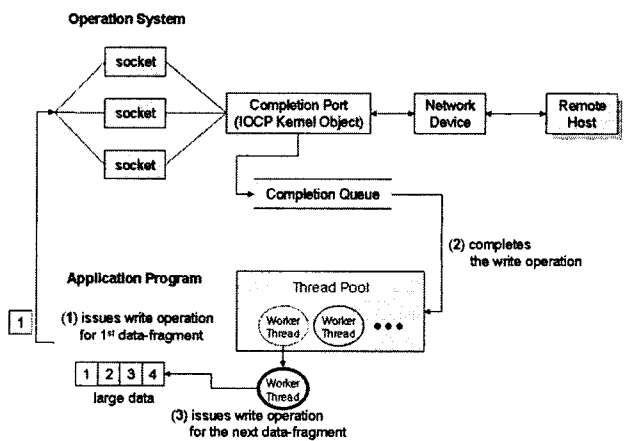 Operation System
socket
socket
socket
Completion Port
(IOCP Kernel Object)
Network
Device
Remote
Host
Completion Queue
(2) completes
the write operation
Application Program
Thread Pool
1
(1) issues write operation
for 1st data-fragment
Worker
Thread
Worker
Thread
1 2 3 4
large data
Worker
Thread
(3) issues write operation
for the next data-fragment